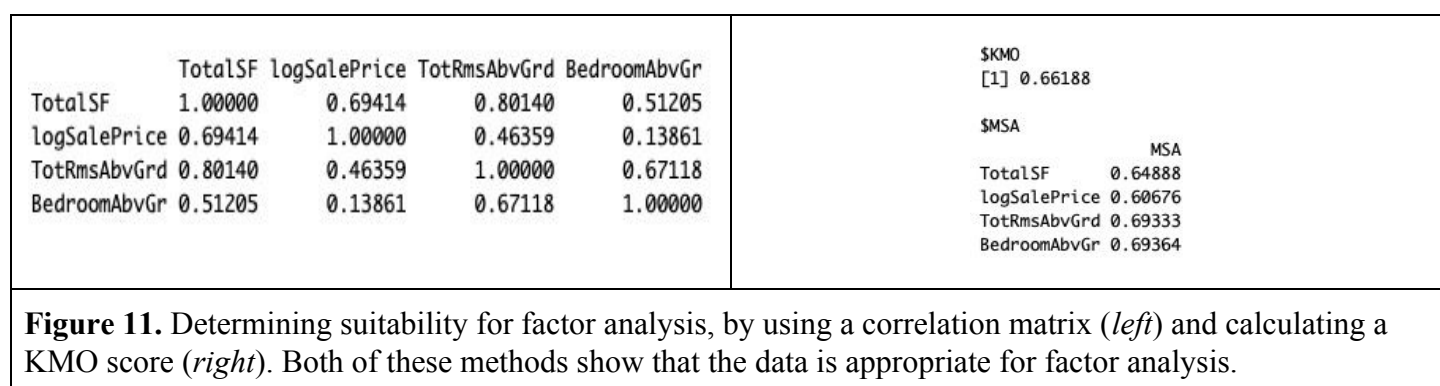 TotalSF logSalePrice TotRmsAbvGrd BedroomAbvGr
TotalSF 1.00000 0.69414 0.80140 0.51205
logSalePrice 0.69414 1.00000 0.46359 0.13861
TotRmsAbvGrd 0.80140 0.46359 1.00000 0.67118
BedroomAbvGr 0.51205 0.13861 0.67118 1.00000
$KMO
[1] 0.66188
$MSA
MSA
TotalSF 0.64888
logSalePrice 0.60676
TotRmsAbvGrd 0.69333
BedroomAbvGr 0.69364
Figure 11. Determining suitability for factor analysis, by using a correlation matrix (left) and calculating a
KMO score (right). Both of these methods show that the data is appropriate for factor analysis.